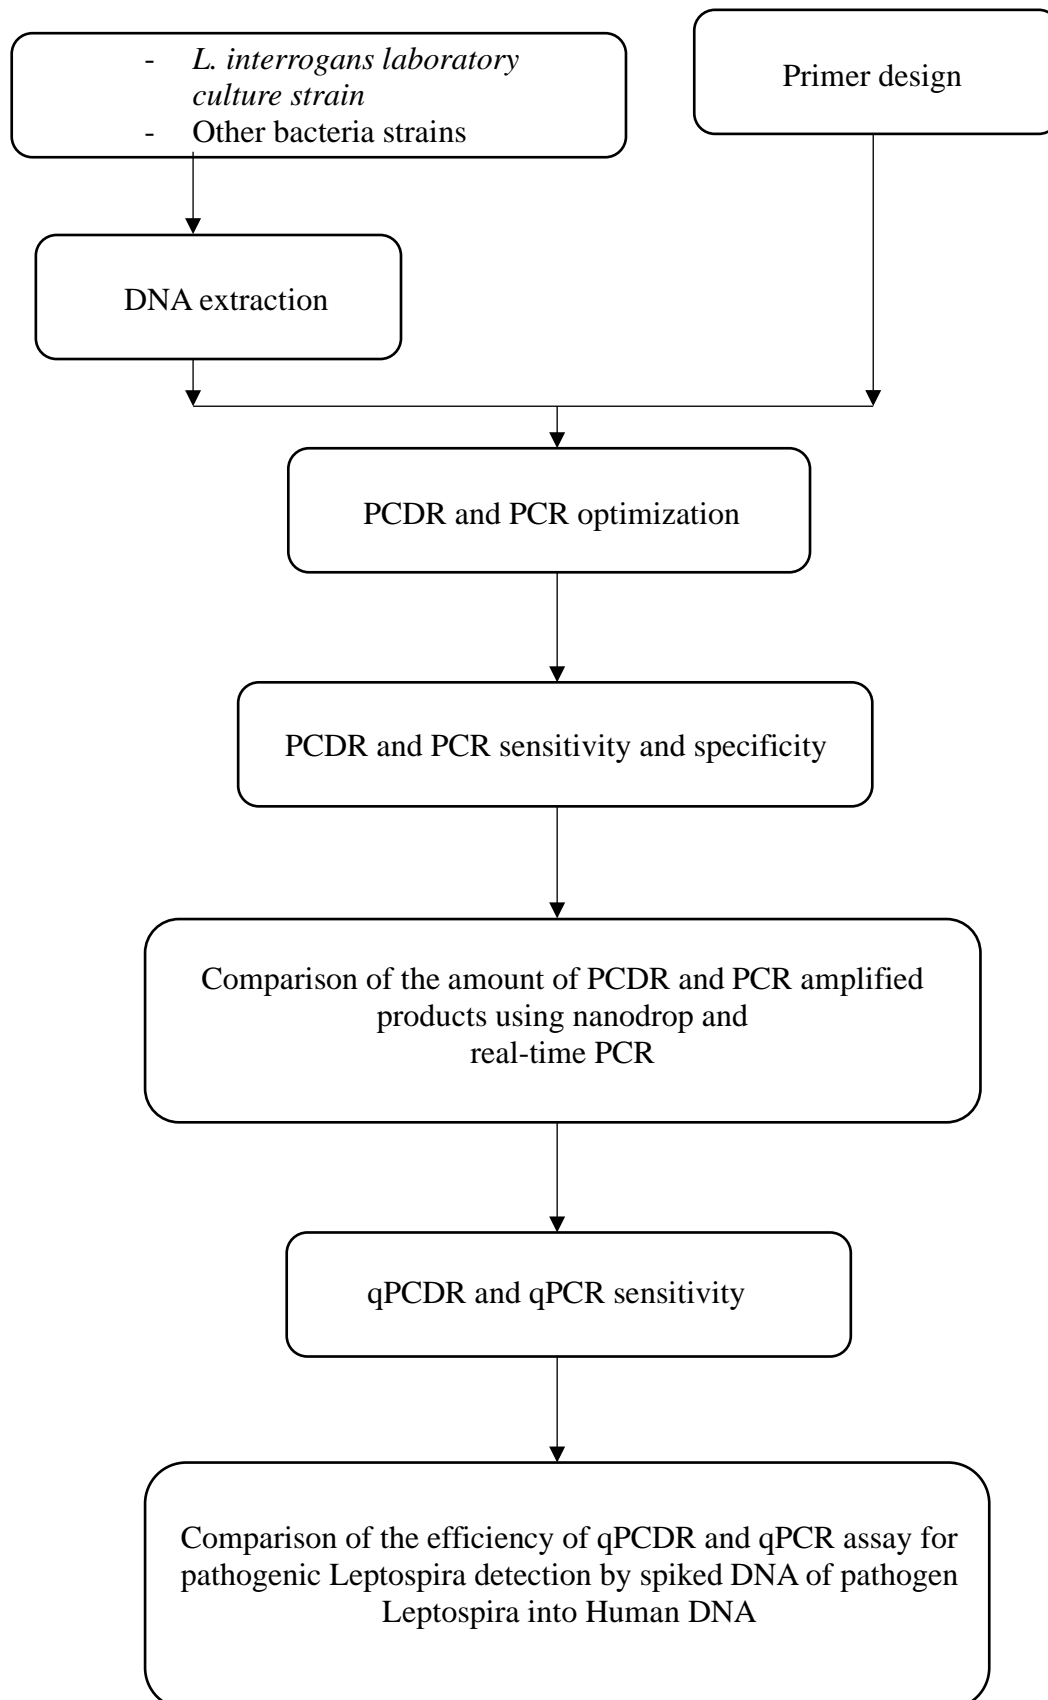 - L. interrogans laboratory
culture strain
- Other bacteria strains
Primer design
DNA extraction
PCDR and PCR optimization
PCDR and PCR sensitivity and specificity
Comparison of the amount of PCDR and PCR amplified
products using nanodrop and
real-time PCR
qPCDR and qPCR sensitivity
Comparison of the efficiency of qPCDR and qPCR assay for
pathogenic Leptospira detection by spiked DNA of pathogen
Leptospira into Human DNA